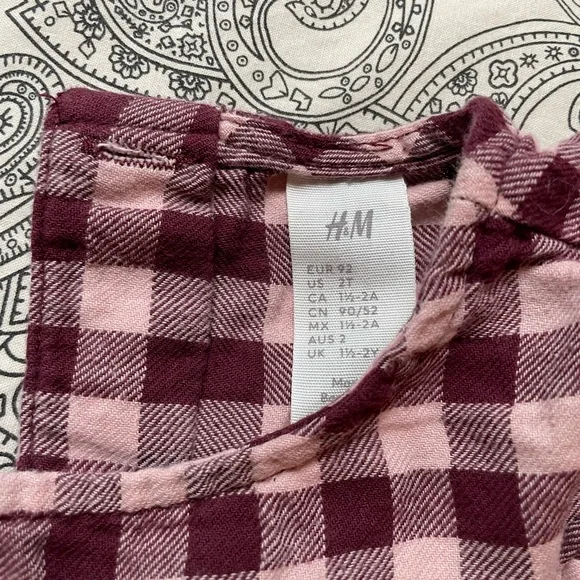 H&M
EUR 92
US 2T
CA 1½-2A
CN 90/52
MX 1½-2A
AUS 2
UK 1½-2Y